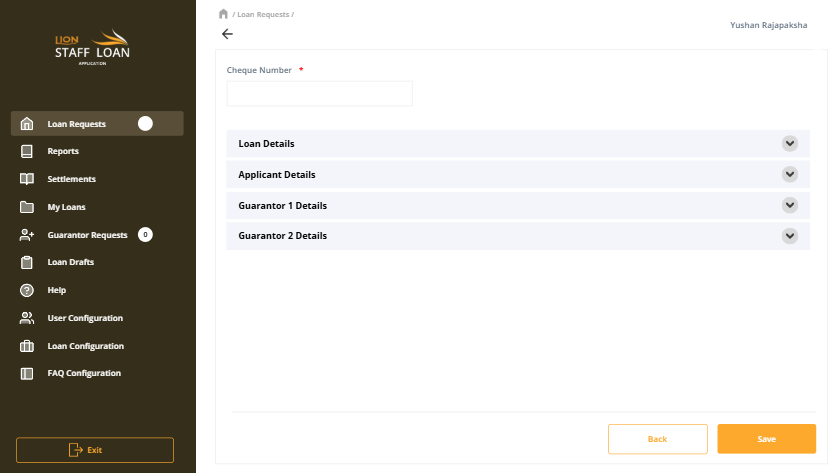 LION
STAFF LOAN
APPLICATION
Loan Requests
Reports
Settlements
My Loans
Guarantor Requests 0
Loan Drafts
Help
User Configuration
Loan Configuration
FAQ Configuration
Exit
/ Loan Requests /
Yushan Rajapaksha
Cheque Number *
Loan Details
Applicant Details
Guarantor 1 Details
Guarantor 2 Details
Back
Save